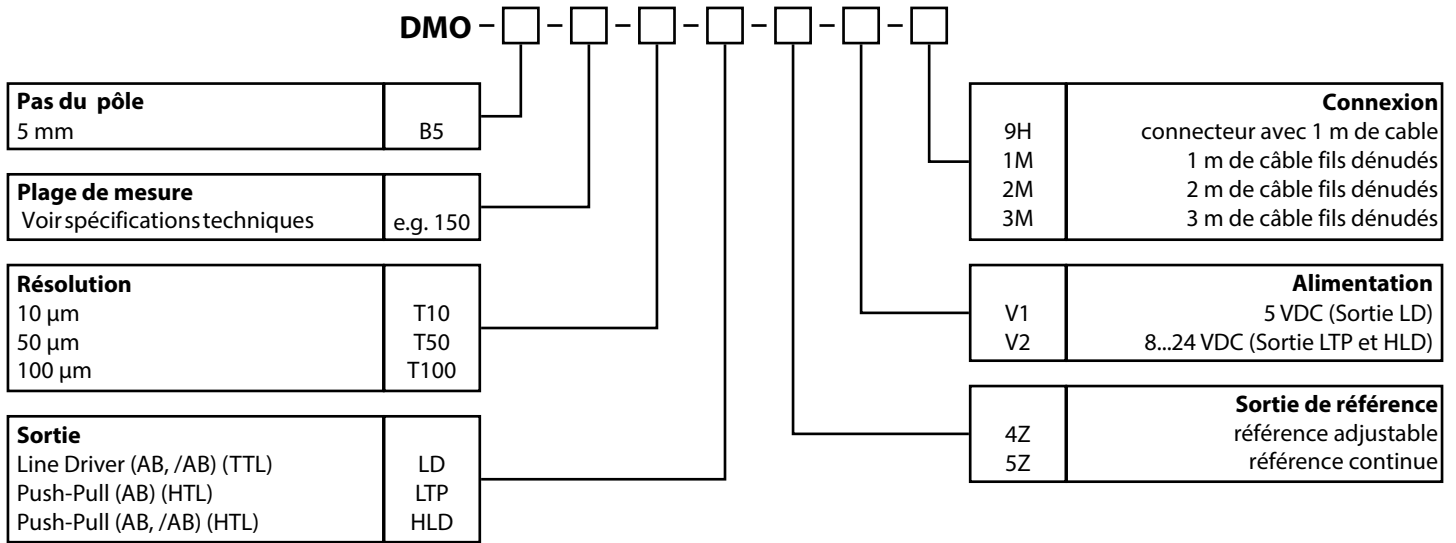 DMO - - - - - - -
Pas du pôle
5 mm B5
Plage de mesure
Voir spécifications techniques e.g. 150
Résolution
10 µm T10
50 µm T50
100 µm T100
Sortie
Line Driver (AB, /AB) (TTL) LD
Push-Pull (AB) (HTL) LTP
Push-Pull (AB, /AB) (HTL) HLD
Connexion
9H connecteur avec 1 m de cable
1M 1 m de câble fils dénudés
2M 2 m de câble fils dénudés
3M 3 m de câble fils dénudés
Alimentation
V1 5 VDC (Sortie LD)
V2 8...24 VDC (Sortie LTP et HLD)
Sortie de référence
4Z référence adjustable
5Z référence continue